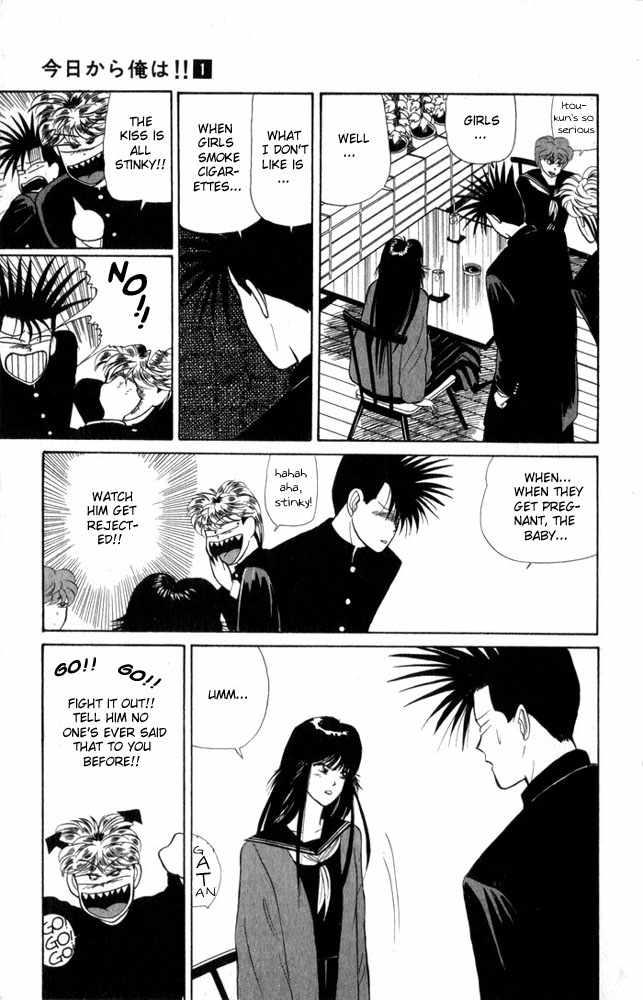 今日から俺は!! 1
Itou-
kun's so
serious
GIRLS
...
WELL
...
WHAT
I DON'T
LIKE IS
...
WHEN
GIRLS
SMOKE
CIGAR-
ETTES...
THE
KISS IS
ALL
STINKY!!
NO!!
WHEN...
WHEN THEY
GET PREG-
NANT, THE
BABY...
hahah
aha,
stinky!
WATCH
HIM GET
REJECT-
ED!!
UMM...
GATAN
GO!! GO!!
FIGHT IT OUT!!
TELL HIM NO
ONE'S EVER SAID
THAT TO YOU
BEFORE!!
GO!
GO!
GO!